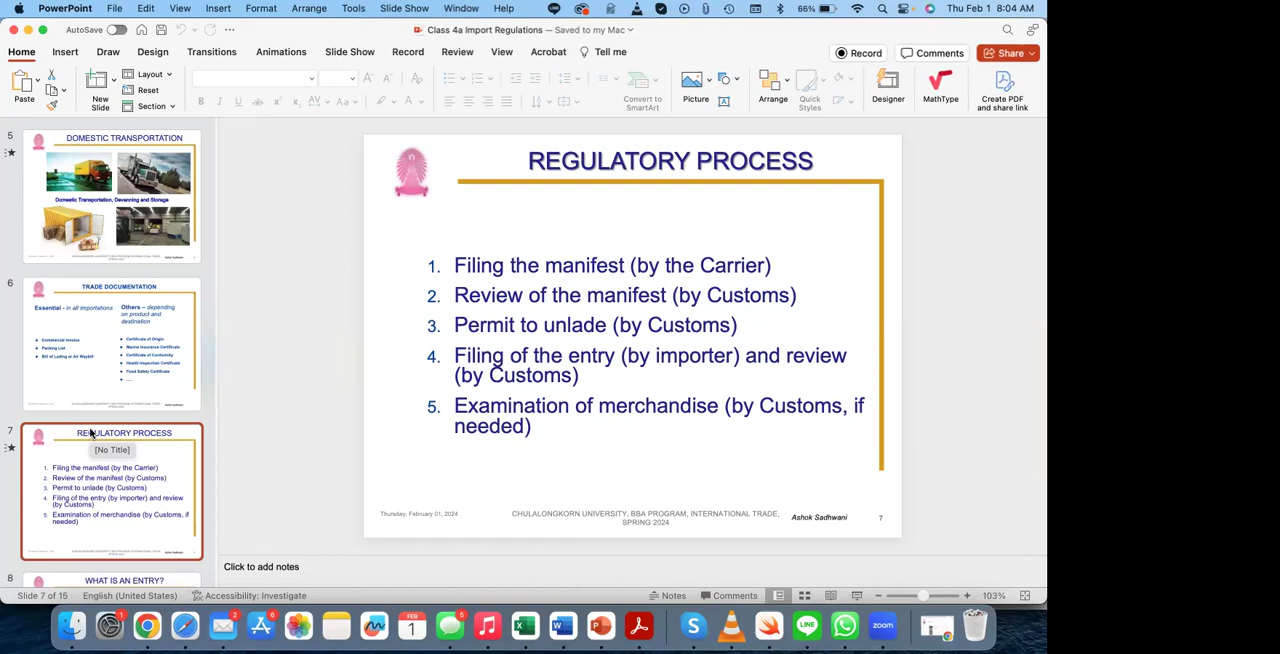 PowerPoint File Edit View Insert Format Arrange Tools Slide Show Window Help 66% Thu Feb 1 8:04 AM
AutoSave Class 4a Import Regulations — Saved to my Mac
Home Insert Draw Design Transitions Animations Slide Show Record Review View Acrobat Tell me Record Comments Share
Paste New Slide Layout Reset Section B I U ab x² x₂ AV Aa A Convert to SmartArt Picture Arrange Quick Styles Designer MathType Create PDF and share link
5
DOMESTIC TRANSPORTATION
Domestic Transportation, Devanning and Storage
6
TRADE DOCUMENTATION
Essential - in all importations
Others – depending on product and destination
Commercial Invoice
Packing List
Bill of Lading or Air Waybill
Certificate of Origin
Marine Insurance Certificate
Certificate of Conformity
Health Inspection Certificate
Food Safety Certificate
.....
7
REGULATORY PROCESS
[No Title]
1. Filing the manifest (by the Carrier)
2. Review of the manifest (by Customs)
3. Permit to unlade (by Customs)
4. Filing of the entry (by importer) and review
(by Customs)
5. Examination of merchandise (by Customs, if
needed)
8
WHAT IS AN ENTRY?
REGULATORY PROCESS
1. Filing the manifest (by the Carrier)
2. Review of the manifest (by Customs)
3. Permit to unlade (by Customs)
4. Filing of the entry (by importer) and review
(by Customs)
5. Examination of merchandise (by Customs, if
needed)
Thursday, February 01, 2024
CHULALONGKORN UNIVERSITY, BBA PROGRAM, INTERNATIONAL TRADE,
SPRING 2024
Ashok Sadhwani
7
Click to add notes
Slide 7 of 15 English (United States) Accessibility: Investigate Notes Comments 103%
1 2 6 FEB 1 5 zoom